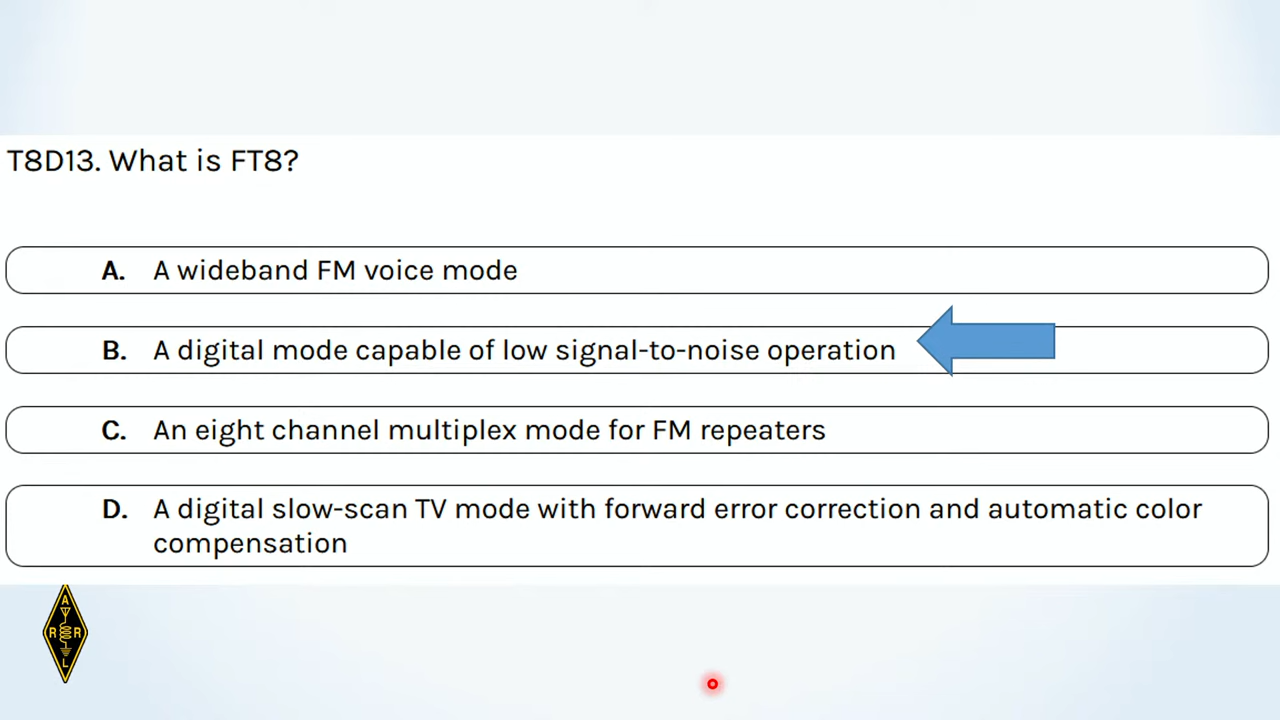 T8D13. What is FT8?
A. A wideband FM voice mode
B. A digital mode capable of low signal-to-noise operation
C. An eight channel multiplex mode for FM repeaters
D. A digital slow-scan TV mode with forward error correction and automatic color
compensation
A
R R
L